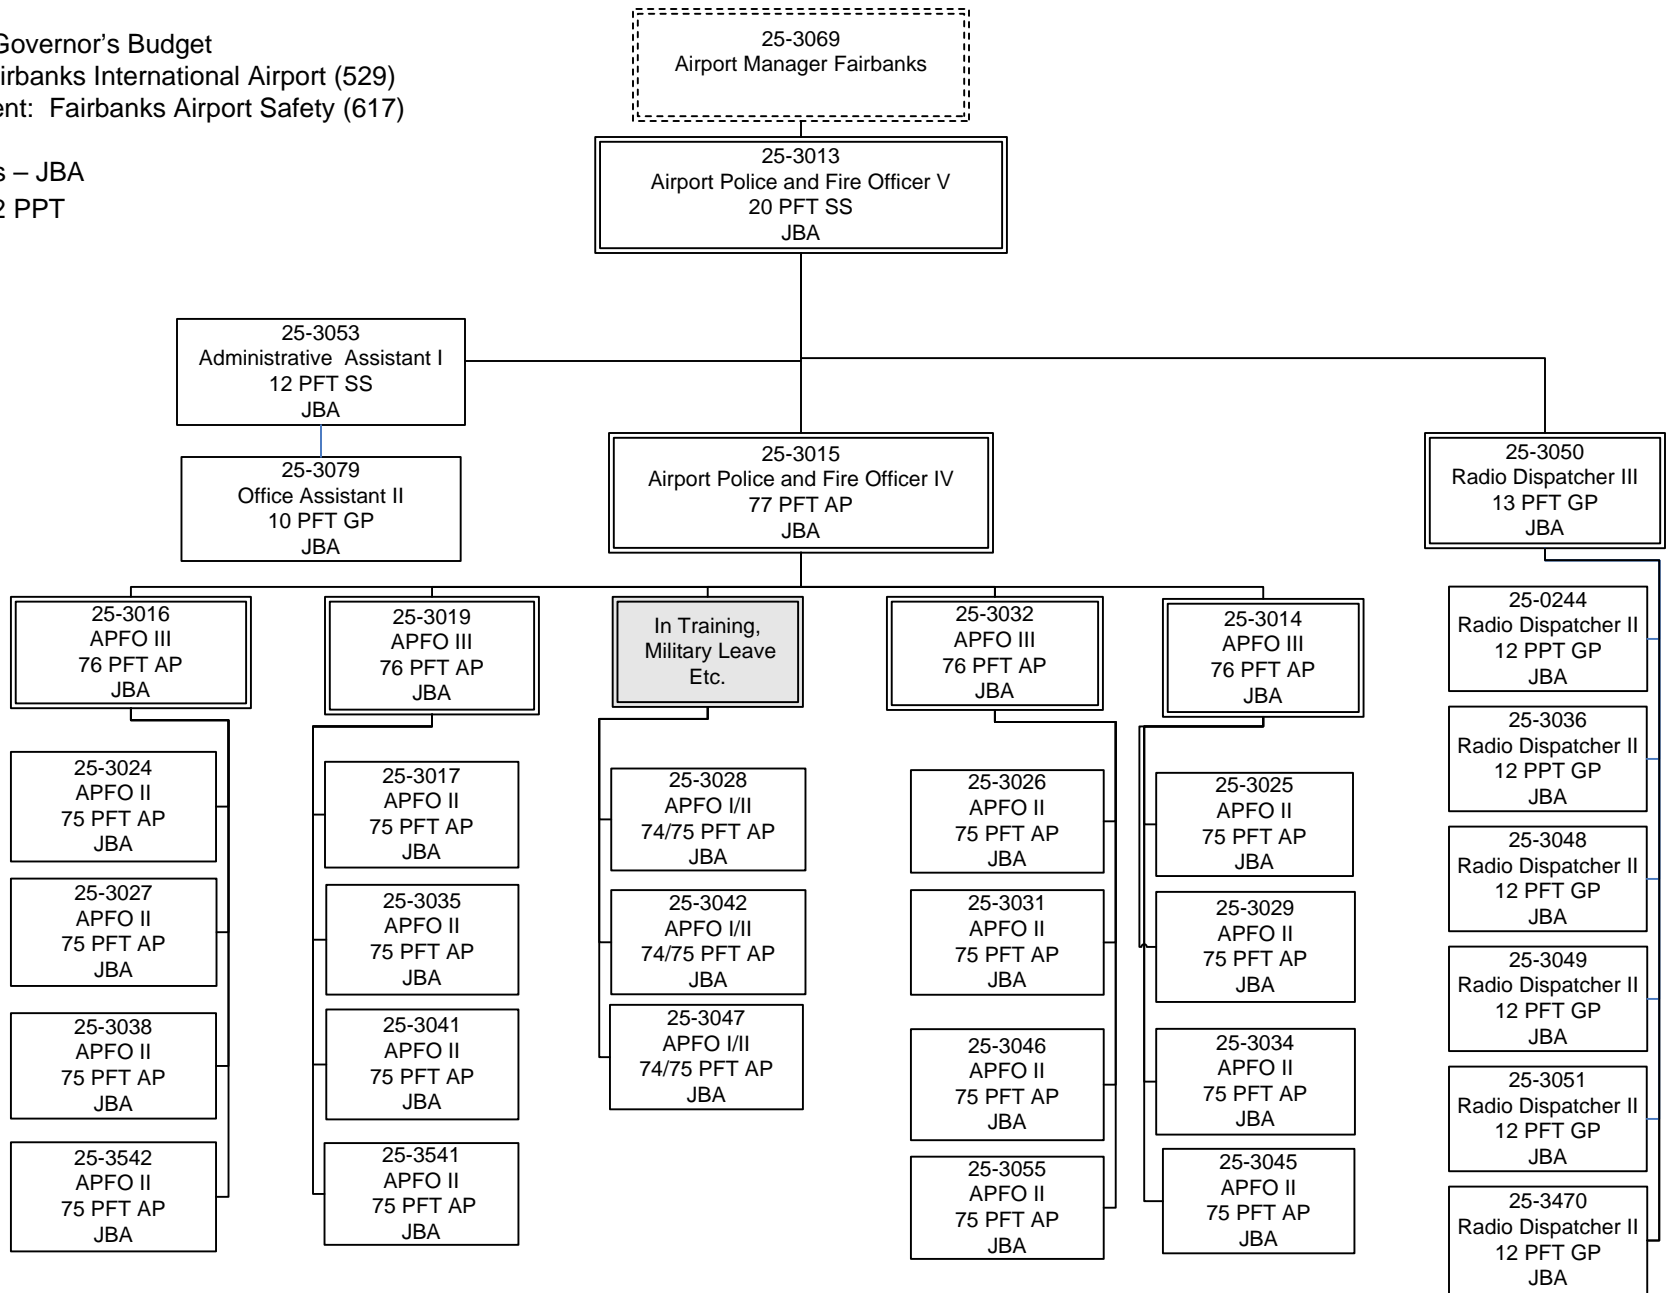 Governor's Budget
irbanks International Airport (529)
ent: Fairbanks Airport Safety (617)
s – JBA
2 PPT
25-3069
Airport Manager Fairbanks
25-3013
Airport Police and Fire Officer V
20 PFT SS
JBA
25-3053
Administrative Assistant I
12 PFT SS
JBA
25-3079
Office Assistant II
10 PFT GP
JBA
25-3015
Airport Police and Fire Officer IV
77 PFT AP
JBA
25-3050
Radio Dispatcher III
13 PFT GP
JBA
25-3016
APFO III
76 PFT AP
JBA
25-3019
APFO III
76 PFT AP
JBA
In Training,
Military Leave
Etc.
25-3032
APFO III
76 PFT AP
JBA
25-3014
APFO III
76 PFT AP
JBA
25-3024
APFO II
75 PFT AP
JBA
25-3027
APFO II
75 PFT AP
JBA
25-3038
APFO II
75 PFT AP
JBA
25-3542
APFO II
75 PFT AP
JBA
25-3017
APFO II
75 PFT AP
JBA
25-3035
APFO II
75 PFT AP
JBA
25-3041
APFO II
75 PFT AP
JBA
25-3541
APFO II
75 PFT AP
JBA
25-3028
APFO I/II
74/75 PFT AP
JBA
25-3042
APFO I/II
74/75 PFT AP
JBA
25-3047
APFO I/II
74/75 PFT AP
JBA
25-3026
APFO II
75 PFT AP
JBA
25-3031
APFO II
75 PFT AP
JBA
25-3046
APFO II
75 PFT AP
JBA
25-3055
APFO II
75 PFT AP
JBA
25-3025
APFO II
75 PFT AP
JBA
25-3029
APFO II
75 PFT AP
JBA
25-3034
APFO II
75 PFT AP
JBA
25-3045
APFO II
75 PFT AP
JBA
25-0244
Radio Dispatcher II
12 PPT GP
JBA
25-3036
Radio Dispatcher II
12 PPT GP
JBA
25-3048
Radio Dispatcher II
12 PFT GP
JBA
25-3049
Radio Dispatcher II
12 PFT GP
JBA
25-3051
Radio Dispatcher II
12 PFT GP
JBA
25-3470
Radio Dispatcher II
12 PFT GP
JBA